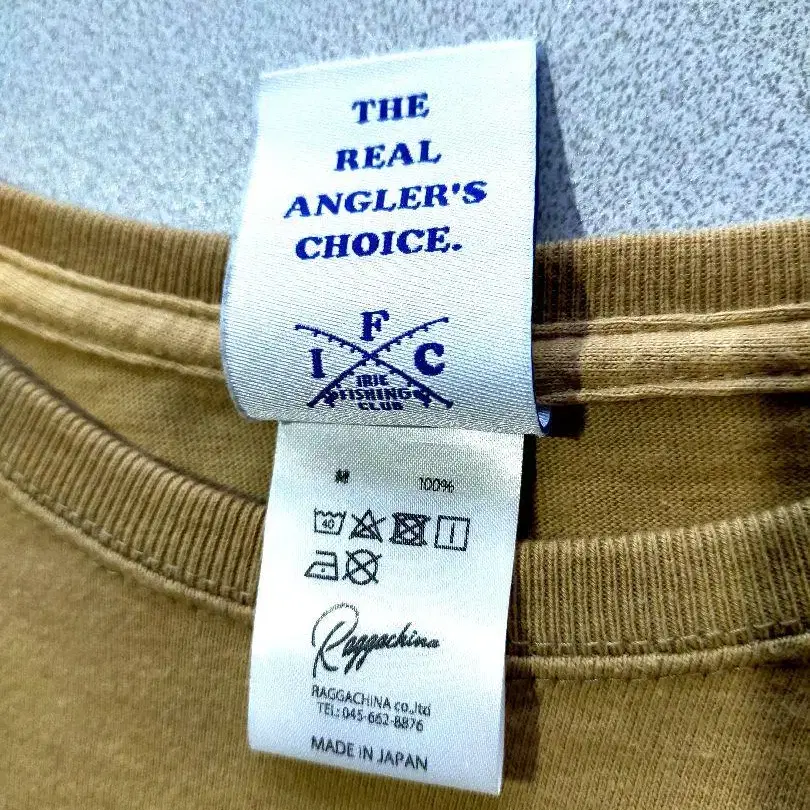 THE
REAL
ANGLER'S
CHOICE.
F
I C
IRIE
FISHING
CLUB
M 100%
40
Raggachina
RAGGACHINA co.,ltd
TEL: 045-662-8876
MADE IN JAPAN